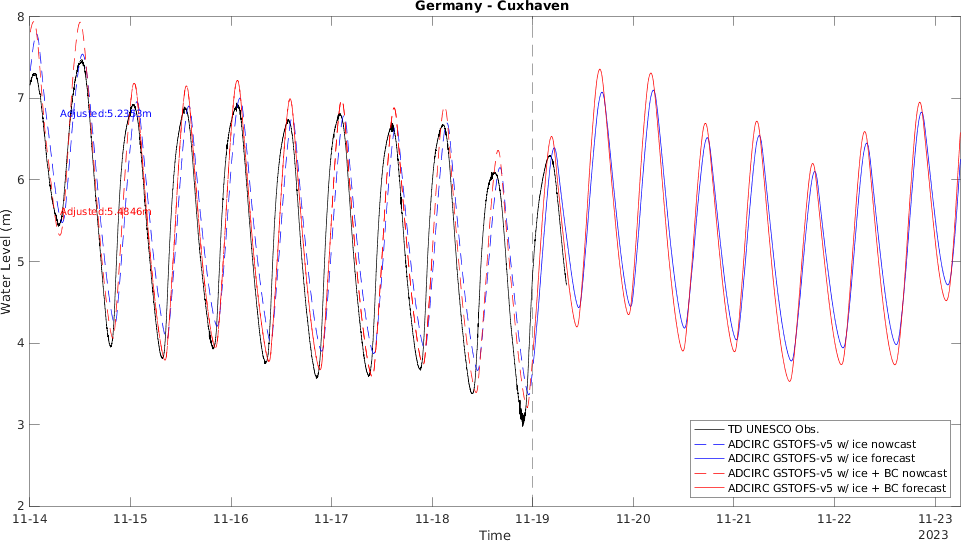 Germany - Cuxhaven
8
7
6
5
4
3
2
Water Level (m)
Adjusted:5.2353m
Adjusted:5.4846m
TD UNESCO Obs.
ADCIRC GSTOFS-v5 w/ ice nowcast
ADCIRC GSTOFS-v5 w/ ice forecast
ADCIRC GSTOFS-v5 w/ ice + BC nowcast
ADCIRC GSTOFS-v5 w/ ice + BC forecast
11-14 11-15 11-16 11-17 11-18 11-19 11-20 11-21 11-22 11-23
Time
2023